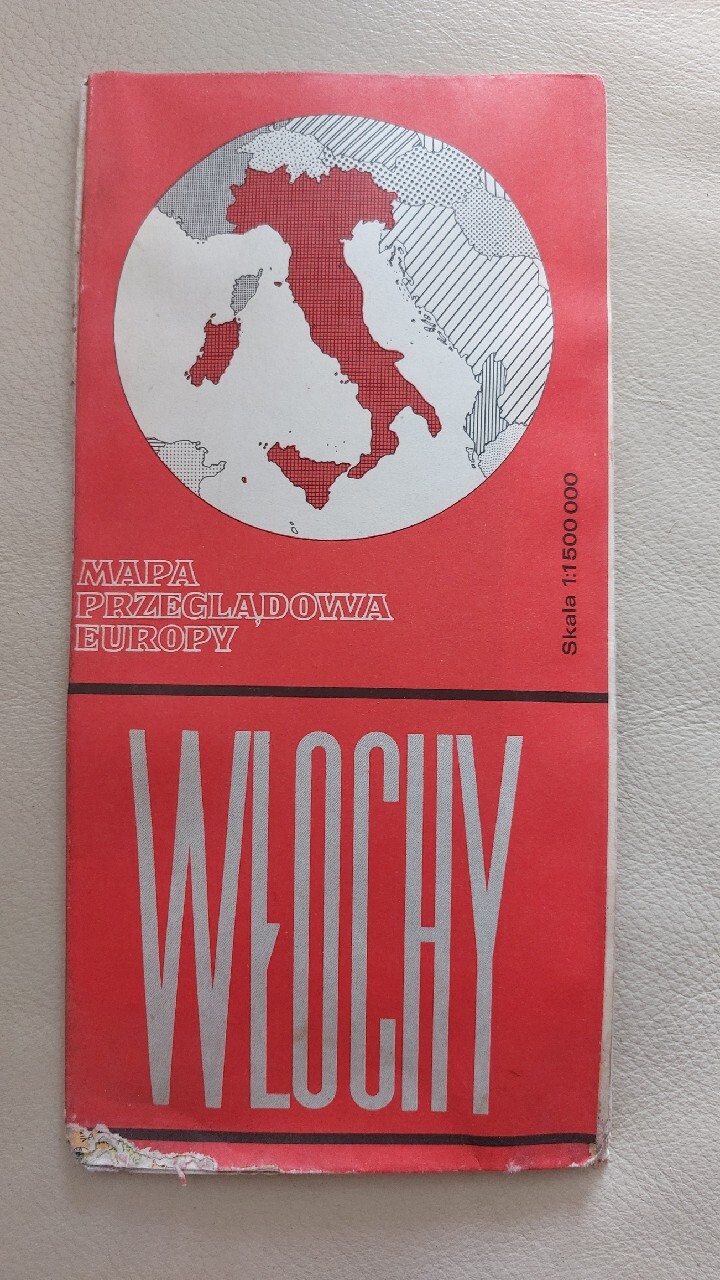 MAPA
PRZEGLĄDOWA
EUROPY
Skala 1:1 500 000
WŁOCHY